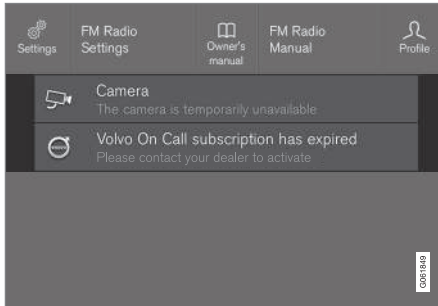 Settings
FM Radio
Settings
Owner's
manual
FM Radio
Manual
Profile
Camera
The camera is temporarily unavailable
Volvo On Call subscription has expired
Please contact your dealer to activate
G061849